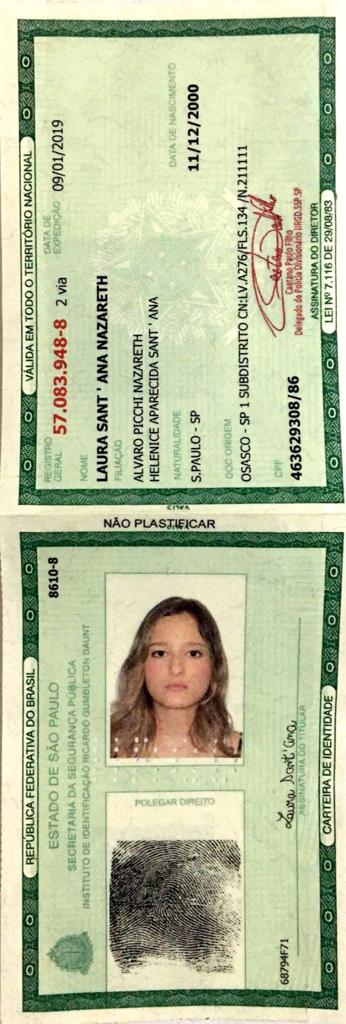 REPÚBLICA FEDERATIVA DO BRASIL
8610-8
ESTADO DE SÃO PAULO
SECRETARIA DA SEGURANÇA PÚBLICA
INSTITUTO DE IDENTIFICAÇÃO RICARDO GUMBLETON DAUNT
POLEGAR DIREITO
68794F71
Laura Sant'Ana
ASSINATURA DO TITULAR
CARTEIRA DE IDENTIDADE
NÃO PLASTIFICAR
VÁLIDA EM TODO O TERRITÓRIO NACIONAL
REGISTRO GERAL 57.083.948-8 2 via DATA DE EXPEDIÇÃO 09/01/2019
NOME
LAURA SANT ' ANA NAZARETH
FILIAÇÃO
ALVARO PICCHI NAZARETH
HELENICE APARECIDA SANT ' ANA
NATURALIDADE DATA DE NASCIMENTO
S.PAULO - SP 11/12/2000
DOC ORIGEM
OSASCO - SP 1 SUBDISTRITO CN:LV.A276/FLS.134 /N.211111
CPF
463629308/86
Caetano Paulo Filho
Delegado de Polícia Divisionário IIRGD.SSP-SP
ASSINATURA DO DIRETOR
LEI Nº 7.116 DE 29/08/83